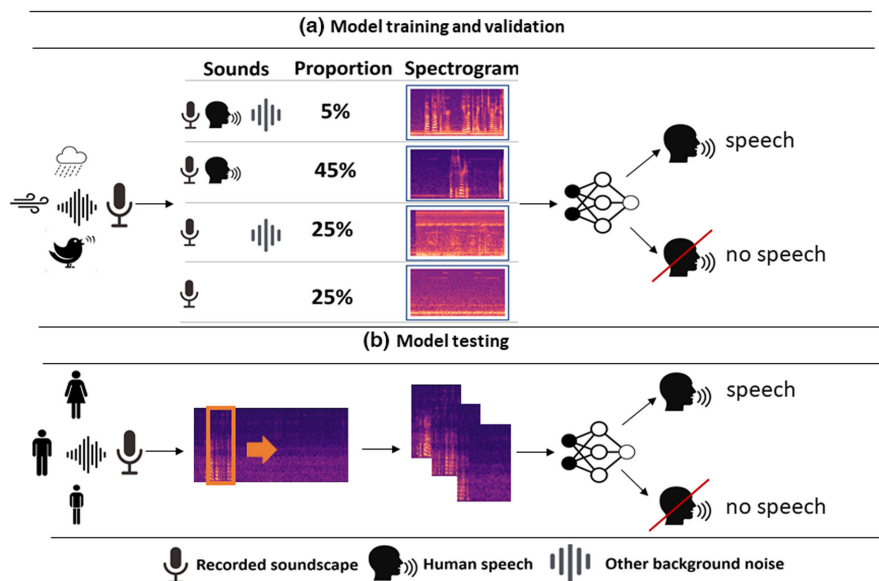 (a) Model training and validation
Sounds Proportion Spectrogram
5%
45%
25%
25%
speech
no speech
(b) Model testing
speech
no speech
Recorded soundscape Human speech Other background noise